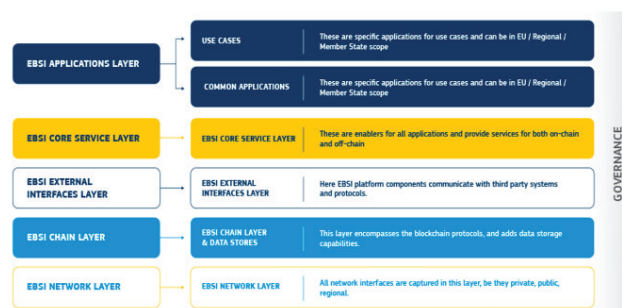 EBSI APPLICATIONS LAYER
USE CASES
These are specific applications for use cases and can be in EU / Regional /
Member State scope
COMMON APPLICATIONS
These are specific applications for use cases and can be in EU / Regional /
Member State scope
EBSI CORE SERVICE LAYER
EBSI CORE SERVICE LAYER
These are enablers for all applications and provide services for both on-chain
and off-chain
EBSI EXTERNAL
INTERFACES LAYER
EBSI EXTERNAL
INTERFACES LAYER
Here EBSI platform components communicate with third party systems
and protocols.
EBSI CHAIN LAYER
EBSI CHAIN LAYER
& DATA STORES
This layer encompasses the blockchain protocols, and adds data storage
capabilities.
EBSI NETWORK LAYER
EBSI NETWORK LAYER
All network interfaces are captured in this layer, be they private, public,
regional.
GOVERNANCE